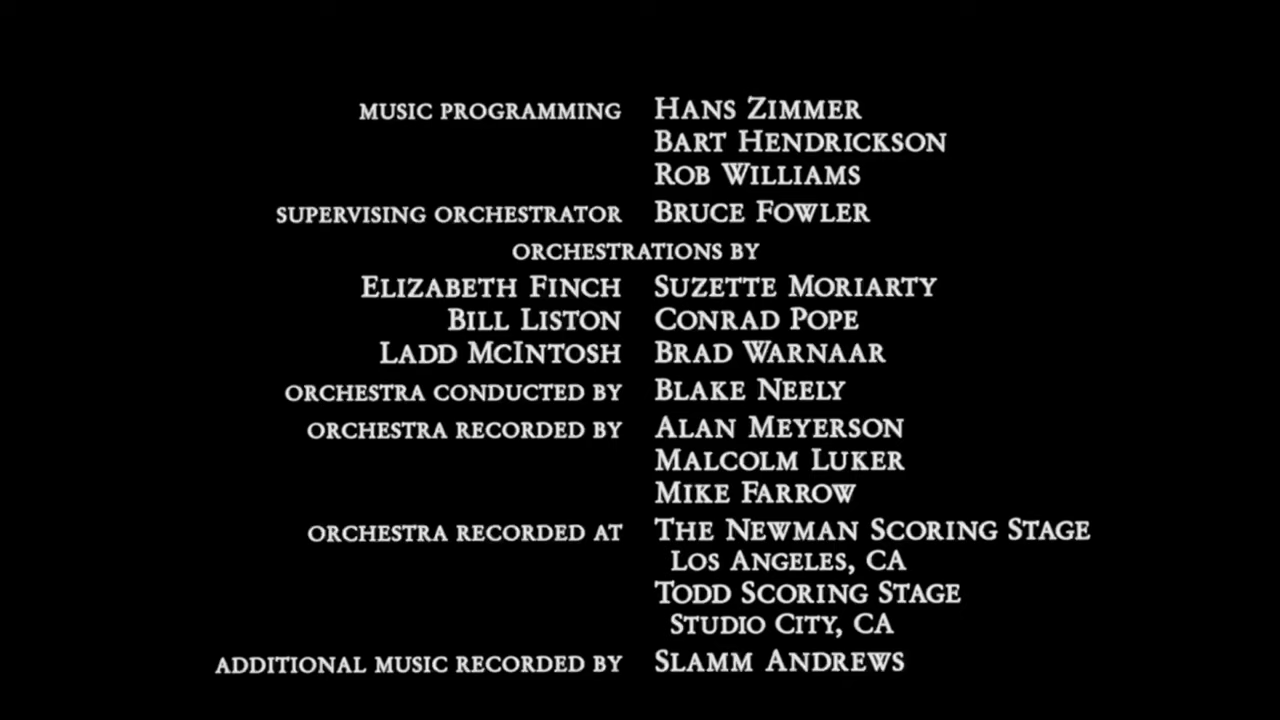 MUSIC PROGRAMMING HANS ZIMMER
BART HENDRICKSON
ROB WILLIAMS
SUPERVISING ORCHESTRATOR BRUCE FOWLER
ORCHESTRATIONS BY
ELIZABETH FINCH SUZETTE MORIARTY
BILL LISTON CONRAD POPE
LADD MCINTOSH BRAD WARNAAR
ORCHESTRA CONDUCTED BY BLAKE NEELY
ORCHESTRA RECORDED BY ALAN MEYERSON
MALCOLM LUKER
MIKE FARROW
ORCHESTRA RECORDED AT THE NEWMAN SCORING STAGE
LOS ANGELES, CA
TODD SCORING STAGE
STUDIO CITY, CA
ADDITIONAL MUSIC RECORDED BY SLAMM ANDREWS